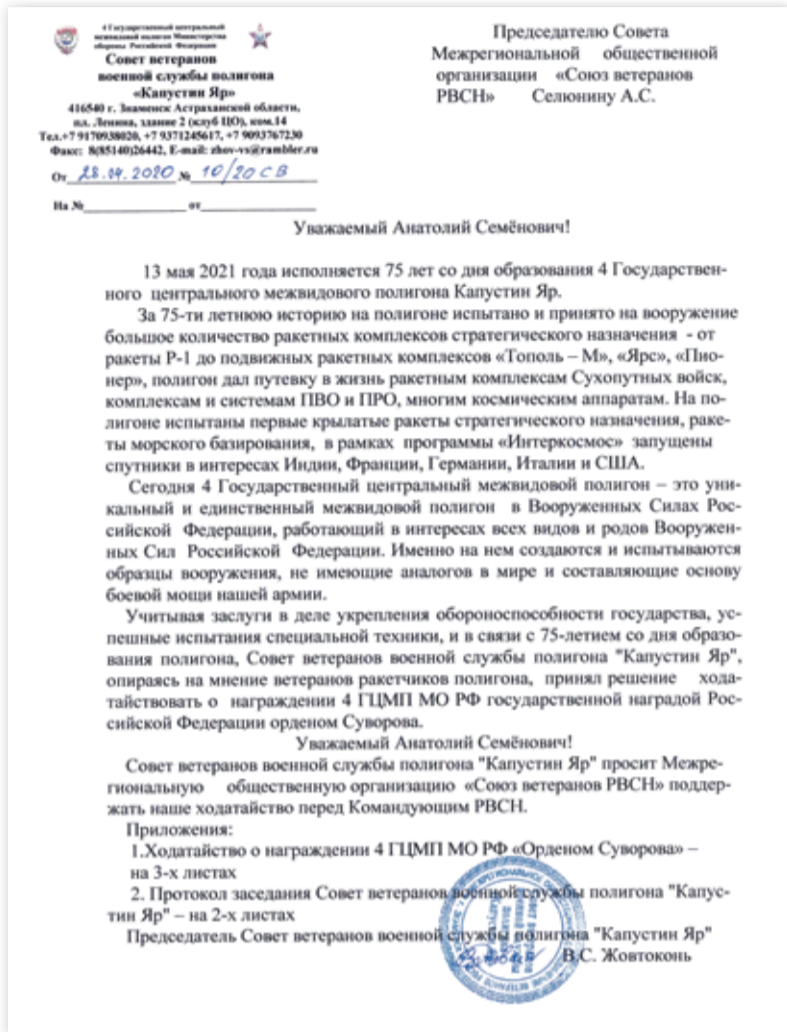 4 Государственный центральный
межвидовой полигон Министерства
обороны Российской Федерации
Совет ветеранов
военной службы полигона
«Капустин Яр»
416540 г. Знаменск Астраханской области,
пл. Ленина, здание 2 (клуб ЦО), ком.14
Тел.+7 9170938020, +7 9371245617, +7 9093767230
Факс: 8(85140)26442, E-mail: zhov-vs@rambler.ru
От 28.04.2020 № 10/20 СВ
На №________________ от__________________
Председателю Совета
Межрегиональной общественной
организации «Союз ветеранов
РВСН» Селюнину А.С.
Уважаемый Анатолий Семёнович!
13 мая 2021 года исполняется 75 лет со дня образования 4 Государствен-
ного центрального межвидового полигона Капустин Яр.
За 75-ти летнюю историю на полигоне испытано и принято на вооружение
большое количество ракетных комплексов стратегического назначения - от
ракеты Р-1 до подвижных ракетных комплексов «Тополь – М», «Ярс», «Пио-
нер», полигон дал путевку в жизнь ракетным комплексам Сухопутных войск,
комплексам и системам ПВО и ПРО, многим космическим аппаратам. На по-
лигоне испытаны первые крылатые ракеты стратегического назначения, раке-
ты морского базирования, в рамках программы «Интеркосмос» запущены
спутники в интересах Индии, Франции, Германии, Италии и США.
Сегодня 4 Государственный центральный межвидовой полигон – это уни-
кальный и единственный межвидовой полигон в Вооруженных Силах Рос-
сийской Федерации, работающий в интересах всех видов и родов Вооружен-
ных Сил Российской Федерации. Именно на нем создаются и испытываются
образцы вооружения, не имеющие аналогов в мире и составляющие основу
боевой мощи нашей армии.
Учитывая заслуги в деле укрепления обороноспособности государства, ус-
пешные испытания специальной техники, и в связи с 75-летием со дня образо-
вания полигона, Совет ветеранов военной службы полигона "Капустин Яр",
опираясь на мнение ветеранов ракетчиков полигона, принял решение хода-
тайствовать о награждении 4 ГЦМП МО РФ государственной наградой Рос-
сийской Федерации орденом Суворова.
Уважаемый Анатолий Семёнович!
Совет ветеранов военной службы полигона "Капустин Яр" просит Межре-
гиональную общественную организацию «Союз ветеранов РВСН» поддер-
жать наше ходатайство перед Командующим РВСН.
Приложения:
1.Ходатайство о награждении 4 ГЦМП МО РФ «Орденом Суворова» –
на 3-х листах
2. Протокол заседания Совет ветеранов военной службы полигона "Капус-
тин Яр" – на 2-х листах
Председатель Совет ветеранов военной службы полигона "Капустин Яр"
В.С. Жовтоконь